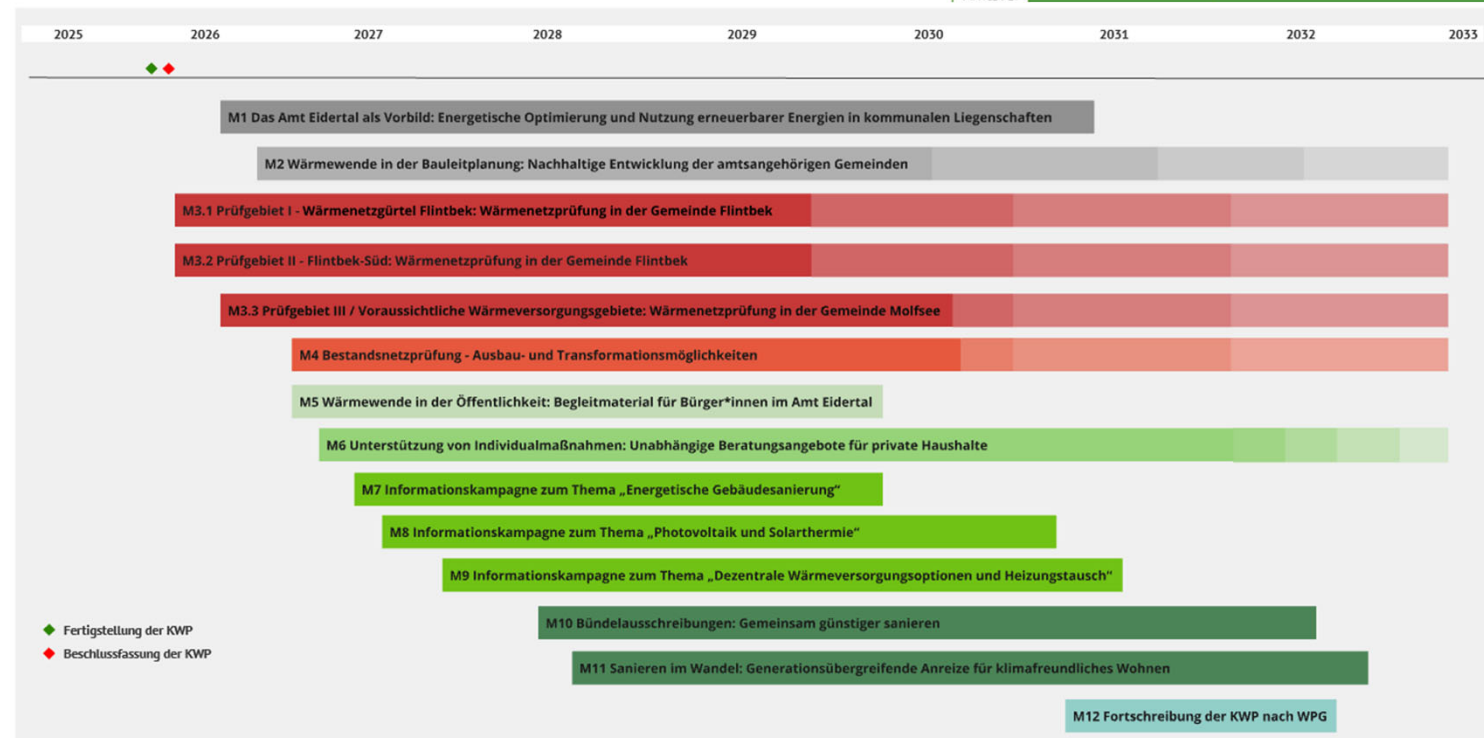 2025 2026 2027 2028 2029 2030 2031 2032 2033
M1 Das Amt Eidertal als Vorbild: Energetische Optimierung und Nutzung erneuerbarer Energien in kommunalen Liegenschaften
M2 Wärmewende in der Bauleitplanung: Nachhaltige Entwicklung der amtsangehörigen Gemeinden
M3.1 Prüfgebiet I - Wärmenetzgürtel Flintbek: Wärmenetzprüfung in der Gemeinde Flintbek
M3.2 Prüfgebiet II - Flintbek-Süd: Wärmenetzprüfung in der Gemeinde Flintbek
M3.3 Prüfgebiet III / Voraussichtliche Wärmeversorgungsgebiete: Wärmenetzprüfung in der Gemeinde Molfsee
M4 Bestandsnetzprüfung - Ausbau- und Transformationsmöglichkeiten
M5 Wärmewende in der Öffentlichkeit: Begleitmaterial für Bürger*innen im Amt Eidertal
M6 Unterstützung von Individualmaßnahmen: Unabhängige Beratungsangebote für private Haushalte
M7 Informationskampagne zum Thema „Energetische Gebäudesanierung“
M8 Informationskampagne zum Thema „Photovoltaik und Solarthermie“
M9 Informationskampagne zum Thema „Dezentrale Wärmeversorgungsoptionen und Heizungstausch“
M10 Bündelausschreibungen: Gemeinsam günstiger sanieren
M11 Sanieren im Wandel: Generationsübergreifende Anreize für klimafreundliches Wohnen
M12 Fortschreibung der KWP nach WPG
Fertigstellung der KWP
Beschlussfassung der KWP